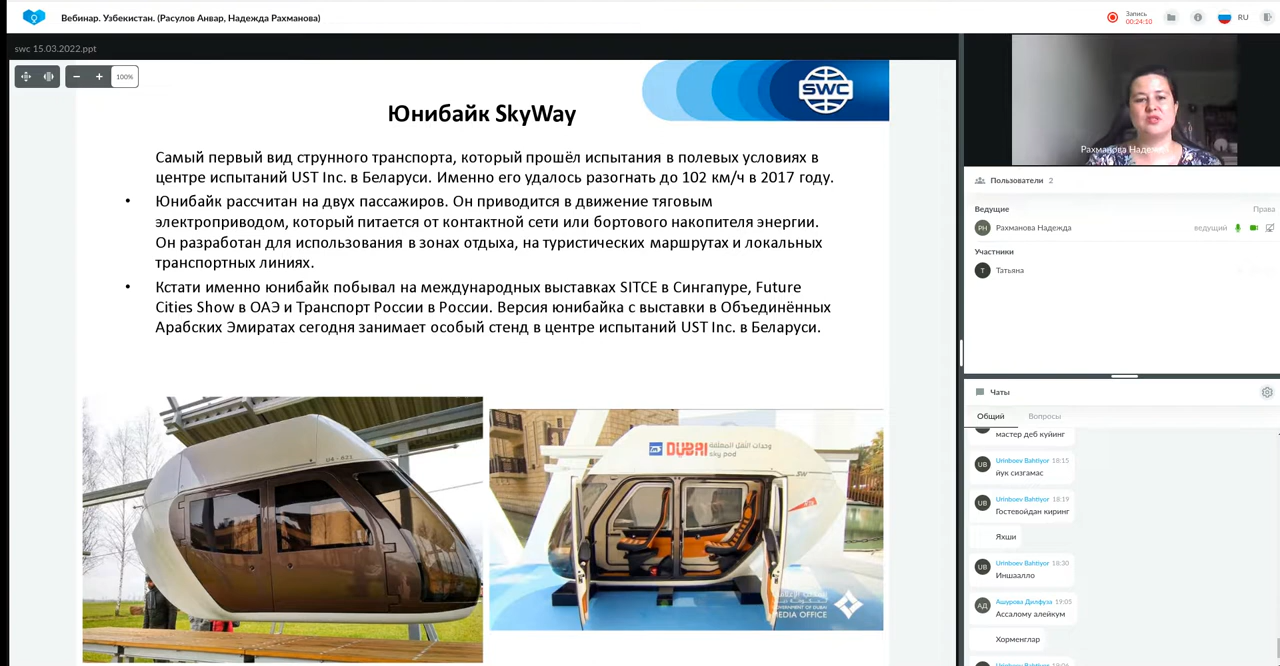 Вебинар. Узбекистан. (Расулов Анвар, Надежда Рахманова)
Запись
00:24:10
RU
swc 15.03.2022.ppt
100%
SWC
Юнибайк SkyWay
Самый первый вид струнного транспорта, который прошёл испытания в полевых условиях в
центре испытаний UST Inc. в Беларуси. Именно его удалось разогнать до 102 км/ч в 2017 году.
• Юнибайк рассчитан на двух пассажиров. Он приводится в движение тяговым
электроприводом, который питается от контактной сети или бортового накопителя энергии.
Он разработан для использования в зонах отдыха, на туристических маршрутах и локальных
транспортных линиях.
• Кстати именно юнибайк побывал на международных выставках SITCE в Сингапуре, Future
Cities Show в ОАЭ и Транспорт России в России. Версия юнибайка с выставки в Объединённых
Арабских Эмиратах сегодня занимает особый стенд в центре испытаний UST Inc. в Беларуси.
DUBAI
sky pod
وحدات النقل المعلقة
GOVERNMENT OF DUBAI
MEDIA OFFICE
Рахманова Надежда
Пользователи 2
Ведущие
Права
РН
Рахманова Надежда
ведущий
Участники
Т
Татьяна
Чаты
Общий
Вопросы
мастер деб куйинг
UB
Urinboev Bahtiyor 18:15
йук сизгамас
UB
Urinboev Bahtiyor 18:19
Гостевойдан киринг
Яхши
UB
Urinboev Bahtiyor 18:30
Иншаалло
АД
Ашурова Дилфуза 19:05
Ассалому алейкум
Хорменглар